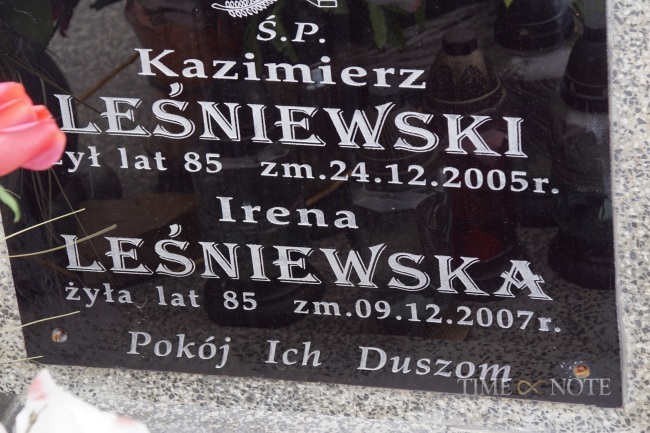 Ś.P.
Kazimierz
LEŚNIEWSKI
żył lat 85 zm.24.12.2005r.
Irena
LEŚNIEWSKA
żyła lat 85 zm.09.12.2007r.
Pokój Ich Duszom
TIME NOTE